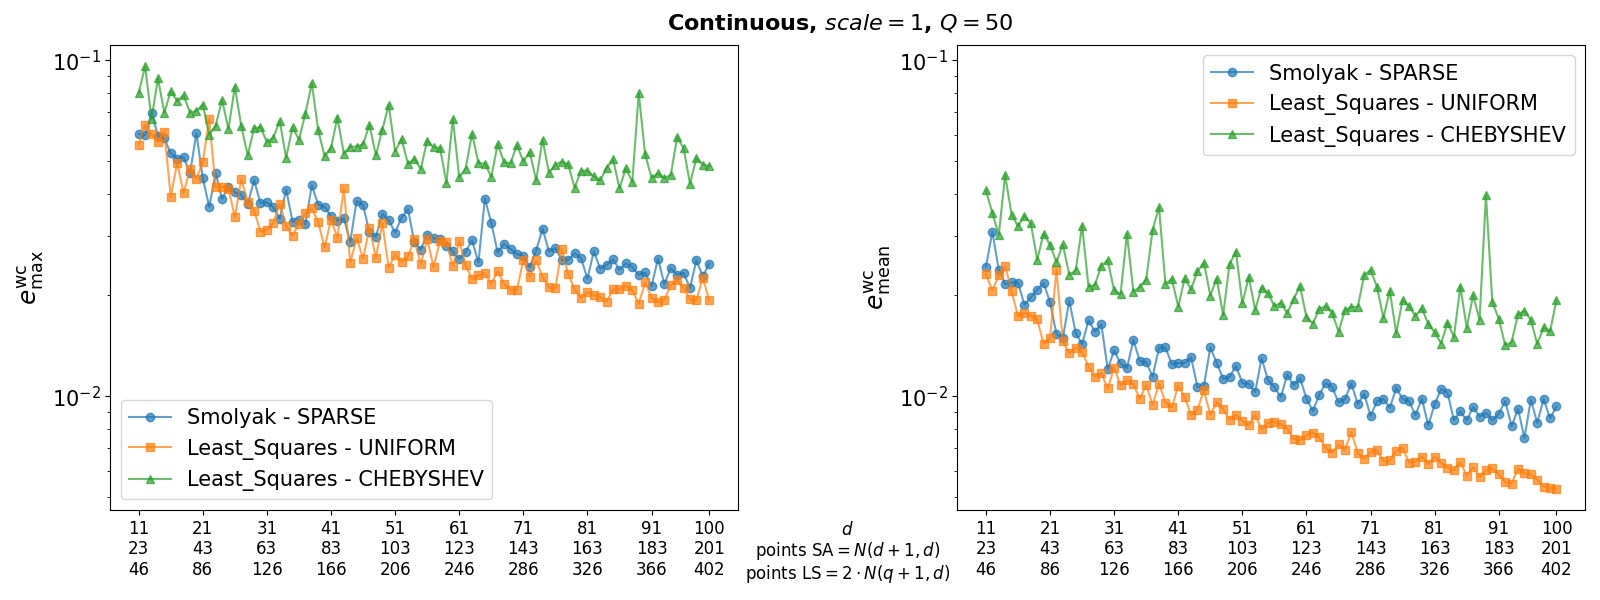 Continuous, scale = 1, Q = 50
10^{-1}
10^{-2}
e^{wc}_{max}
Smolyak - SPARSE
Least_Squares - UNIFORM
Least_Squares - CHEBYSHEV
11 21 31 41 51 61 71 81 91 100
23 43 63 83 103 123 143 163 183 201
46 86 126 166 206 246 286 326 366 402
d
points SA = N(d + 1, d)
points LS = 2 · N(q + 1, d)
10^{-1}
10^{-2}
e^{wc}_{mean}
Smolyak - SPARSE
Least_Squares - UNIFORM
Least_Squares - CHEBYSHEV
11 21 31 41 51 61 71 81 91 100
23 43 63 83 103 123 143 163 183 201
46 86 126 166 206 246 286 326 366 402